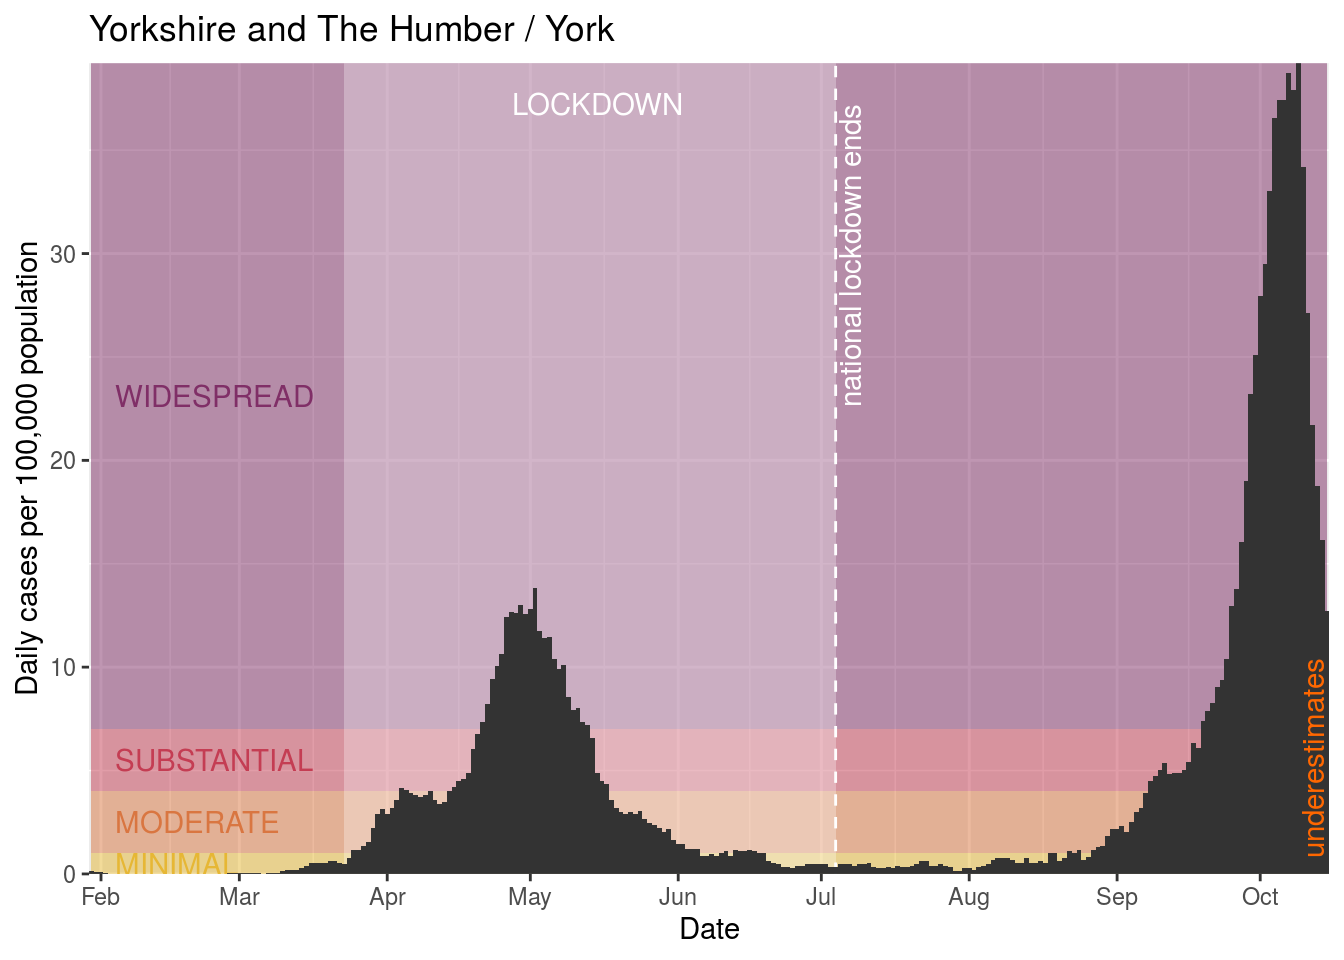 Yorkshire and The Humber / York
LOCKDOWN
national lockdown ends
WIDESPREAD
SUBSTANTIAL
MODERATE
MINIMAL
underestimates
Daily cases per 100,000 population
30
20
10
0
Feb Mar Apr May Jun Jul Aug Sep Oct
Date